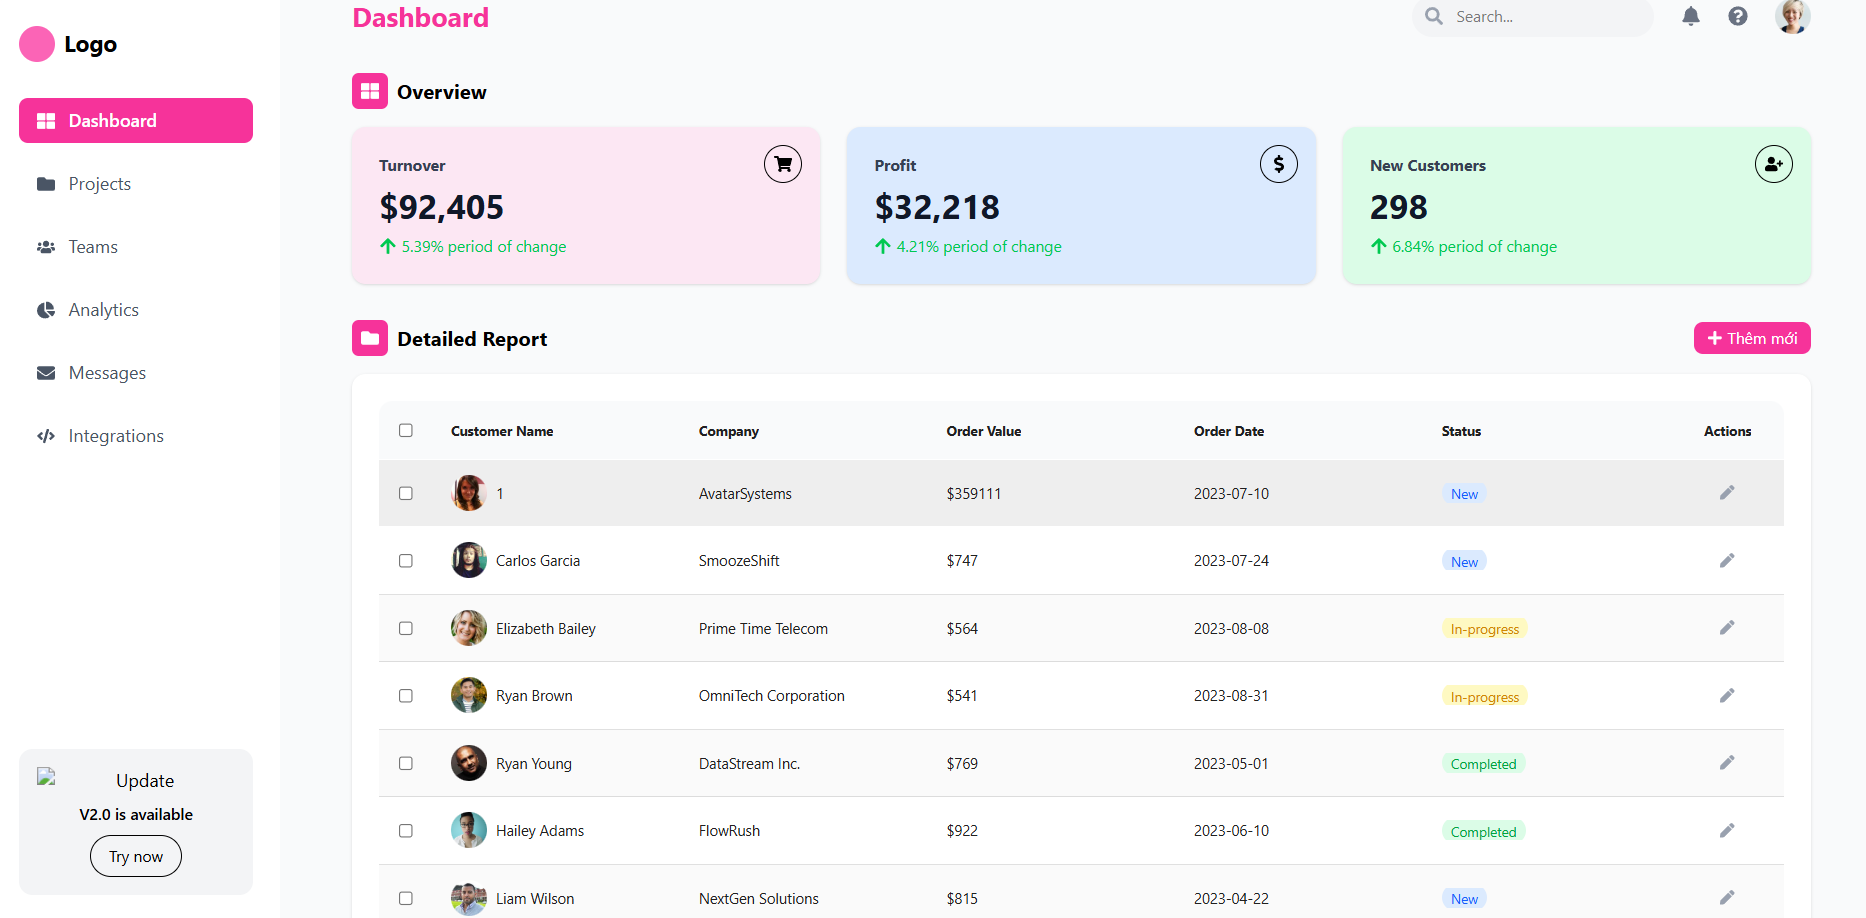 Logo
Dashboard
Projects
Teams
Analytics
Messages
Integrations
Update
V2.0 is available
Try now
Dashboard
Search...
Overview
Turnover
$92,405
5.39% period of change
Profit
$32,218
4.21% period of change
New Customers
298
6.84% period of change
Detailed Report
Thêm mới
Customer Name Company Order Value Order Date Status Actions
1 AvatarSystems $359111 2023-07-10 New
Carlos Garcia SmoozeShift $747 2023-07-24 New
Elizabeth Bailey Prime Time Telecom $564 2023-08-08 In-progress
Ryan Brown OmniTech Corporation $541 2023-08-31 In-progress
Ryan Young DataStream Inc. $769 2023-05-01 Completed
Hailey Adams FlowRush $922 2023-06-10 Completed
Liam Wilson NextGen Solutions $815 2023-04-22 New